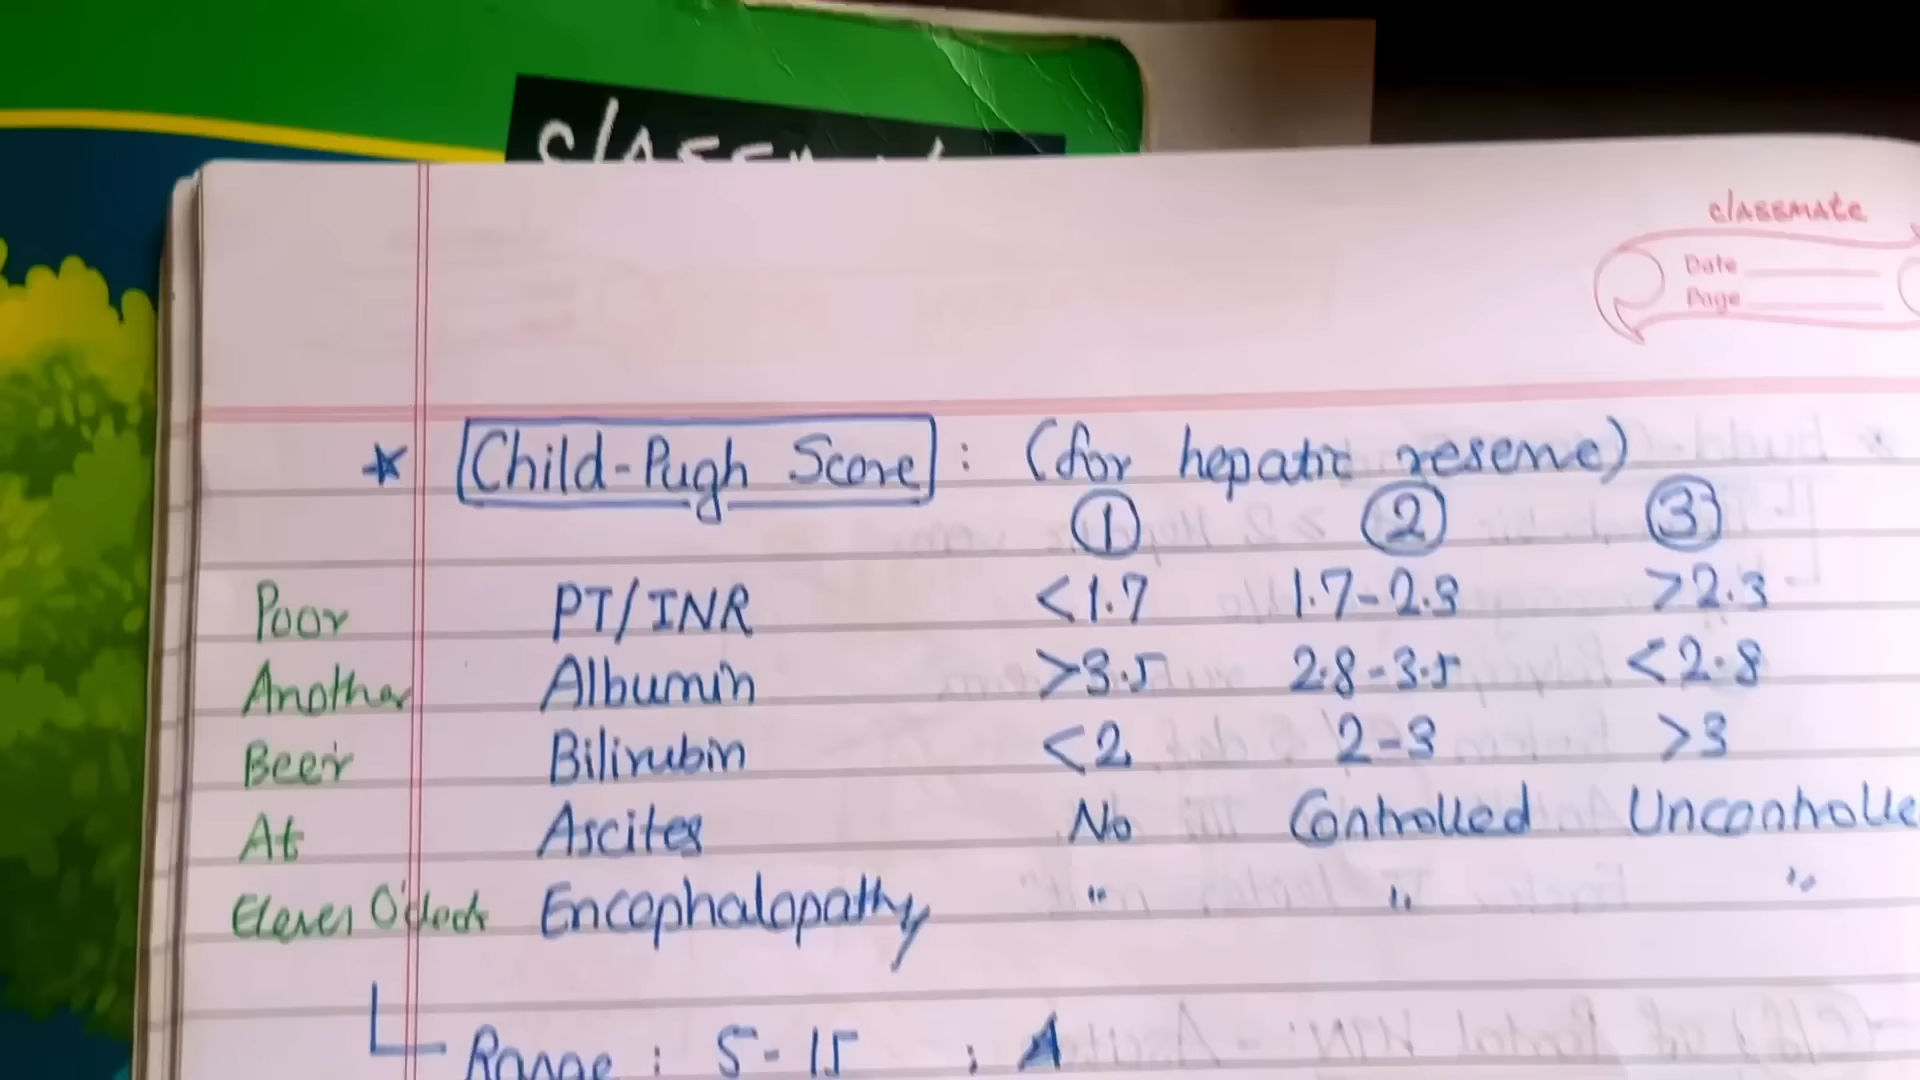 classmate
classmate
Date
Page
* Child-Pugh Score : (for hepatic reserve)
1 2 3
Poor PT/INR <1.7 1.7-2.3 >2.3
Another Albumin >3.5 2.8-3.5 <2.8
Beer Bilirubin <2 2-3 >3
At Ascites No Controlled Uncontrolle
Eleven O'clock Encephalopathy " " "
Range : 5-15 ; A